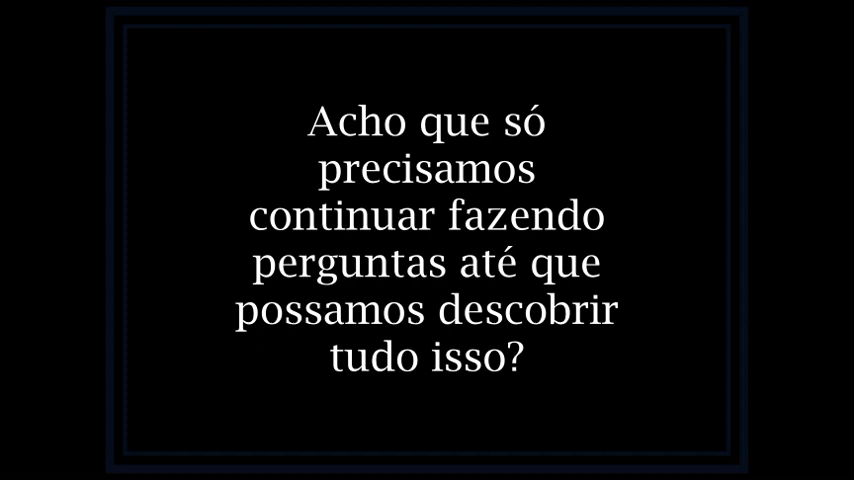 Acho que só
precisamos
continuar fazendo
perguntas até que
possamos descobrir
tudo isso?